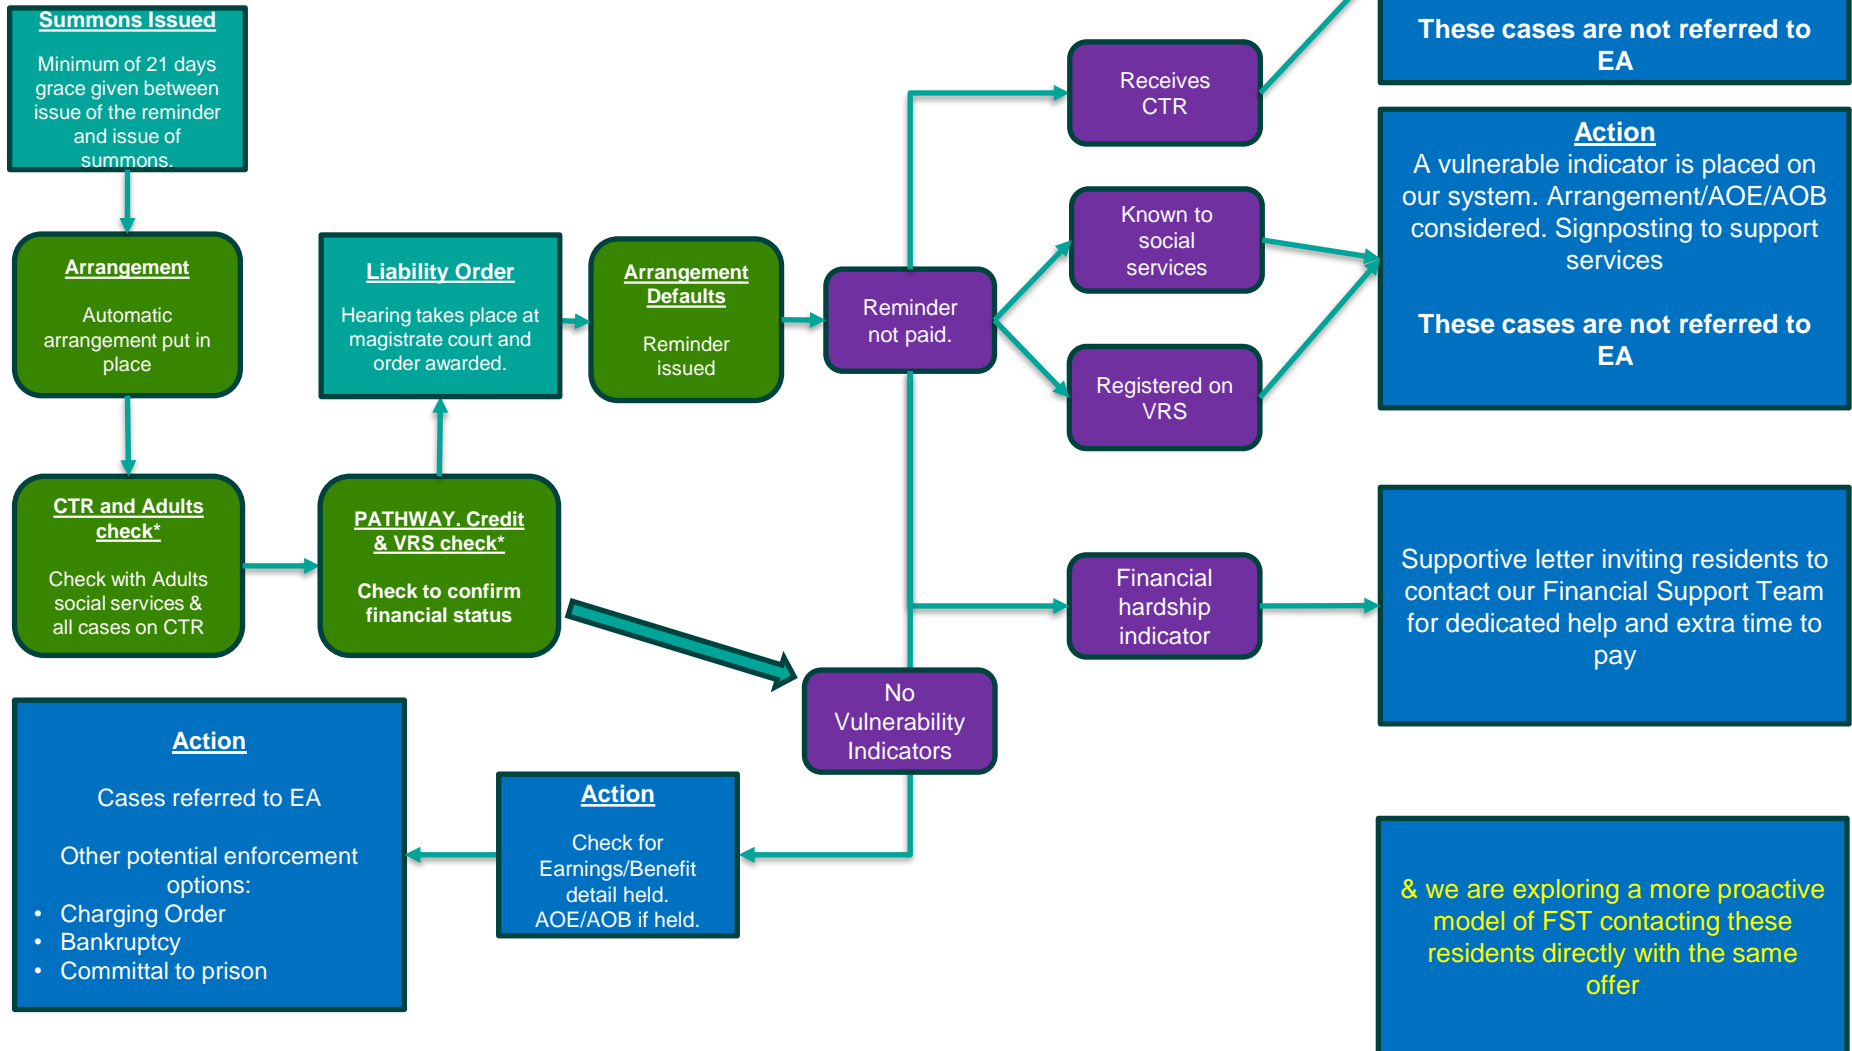 Summons Issued
Minimum of 21 days
grace given between
issue of the reminder
and issue of
summons.
Arrangement
Automatic
arrangement put in
place
CTR and Adults
check*
Check with Adults
social services &
all cases on CTR
PATHWAY. Credit
& VRS check*
Check to confirm
financial status
Liability Order
Hearing takes place at
magistrate court and
order awarded.
Arrangement
Defaults
Reminder
issued
Reminder
not paid.
Receives
CTR
Known to
social
services
Registered on
VRS
Financial
hardship
indicator
No
Vulnerability
Indicators
These cases are not referred to
EA
Action
A vulnerable indicator is placed on
our system. Arrangement/AOE/AOB
considered. Signposting to support
services
These cases are not referred to
EA
Supportive letter inviting residents to
contact our Financial Support Team
for dedicated help and extra time to
pay
& we are exploring a more proactive
model of FST contacting these
residents directly with the same
offer
Action
Check for
Earnings/Benefit
detail held.
AOE/AOB if held.
Action
Cases referred to EA
Other potential enforcement
options:
• Charging Order
• Bankruptcy
• Committal to prison